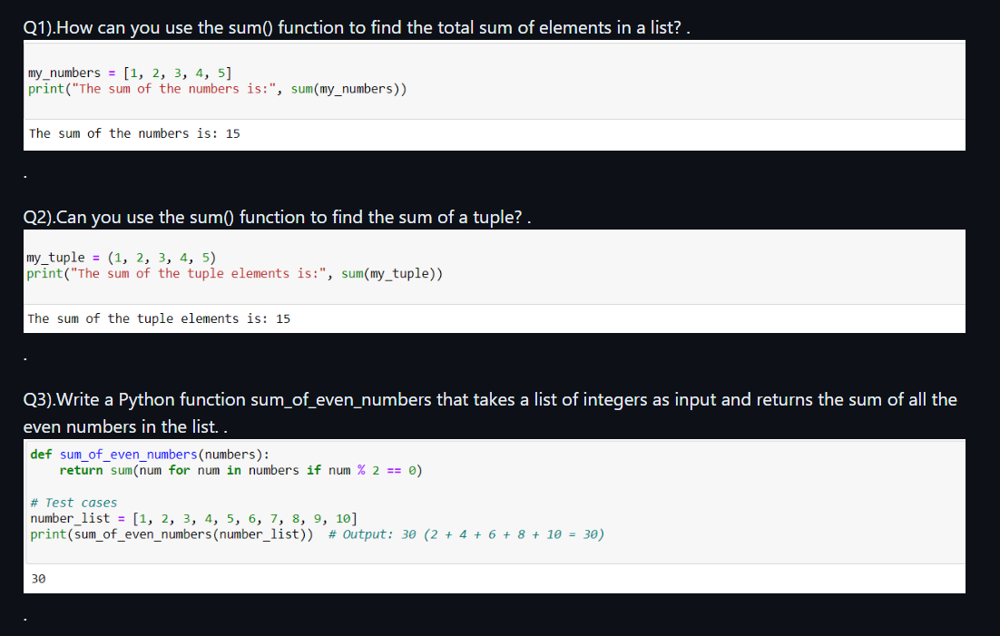 Q1).How can you use the sum() function to find the total sum of elements in a list? .
my_numbers = [1, 2, 3, 4, 5]
print("The sum of the numbers is:", sum(my_numbers))
The sum of the numbers is: 15
.
Q2).Can you use the sum() function to find the sum of a tuple? .
my_tuple = (1, 2, 3, 4, 5)
print("The sum of the tuple elements is:", sum(my_tuple))
The sum of the tuple elements is: 15
.
Q3).Write a Python function sum_of_even_numbers that takes a list of integers as input and returns the sum of all the
even numbers in the list. .
def sum_of_even_numbers(numbers):
    return sum(num for num in numbers if num % 2 == 0)
# Test cases
number_list = [1, 2, 3, 4, 5, 6, 7, 8, 9, 10]
print(sum_of_even_numbers(number_list))  # Output: 30 (2 + 4 + 6 + 8 + 10 = 30)
30
.